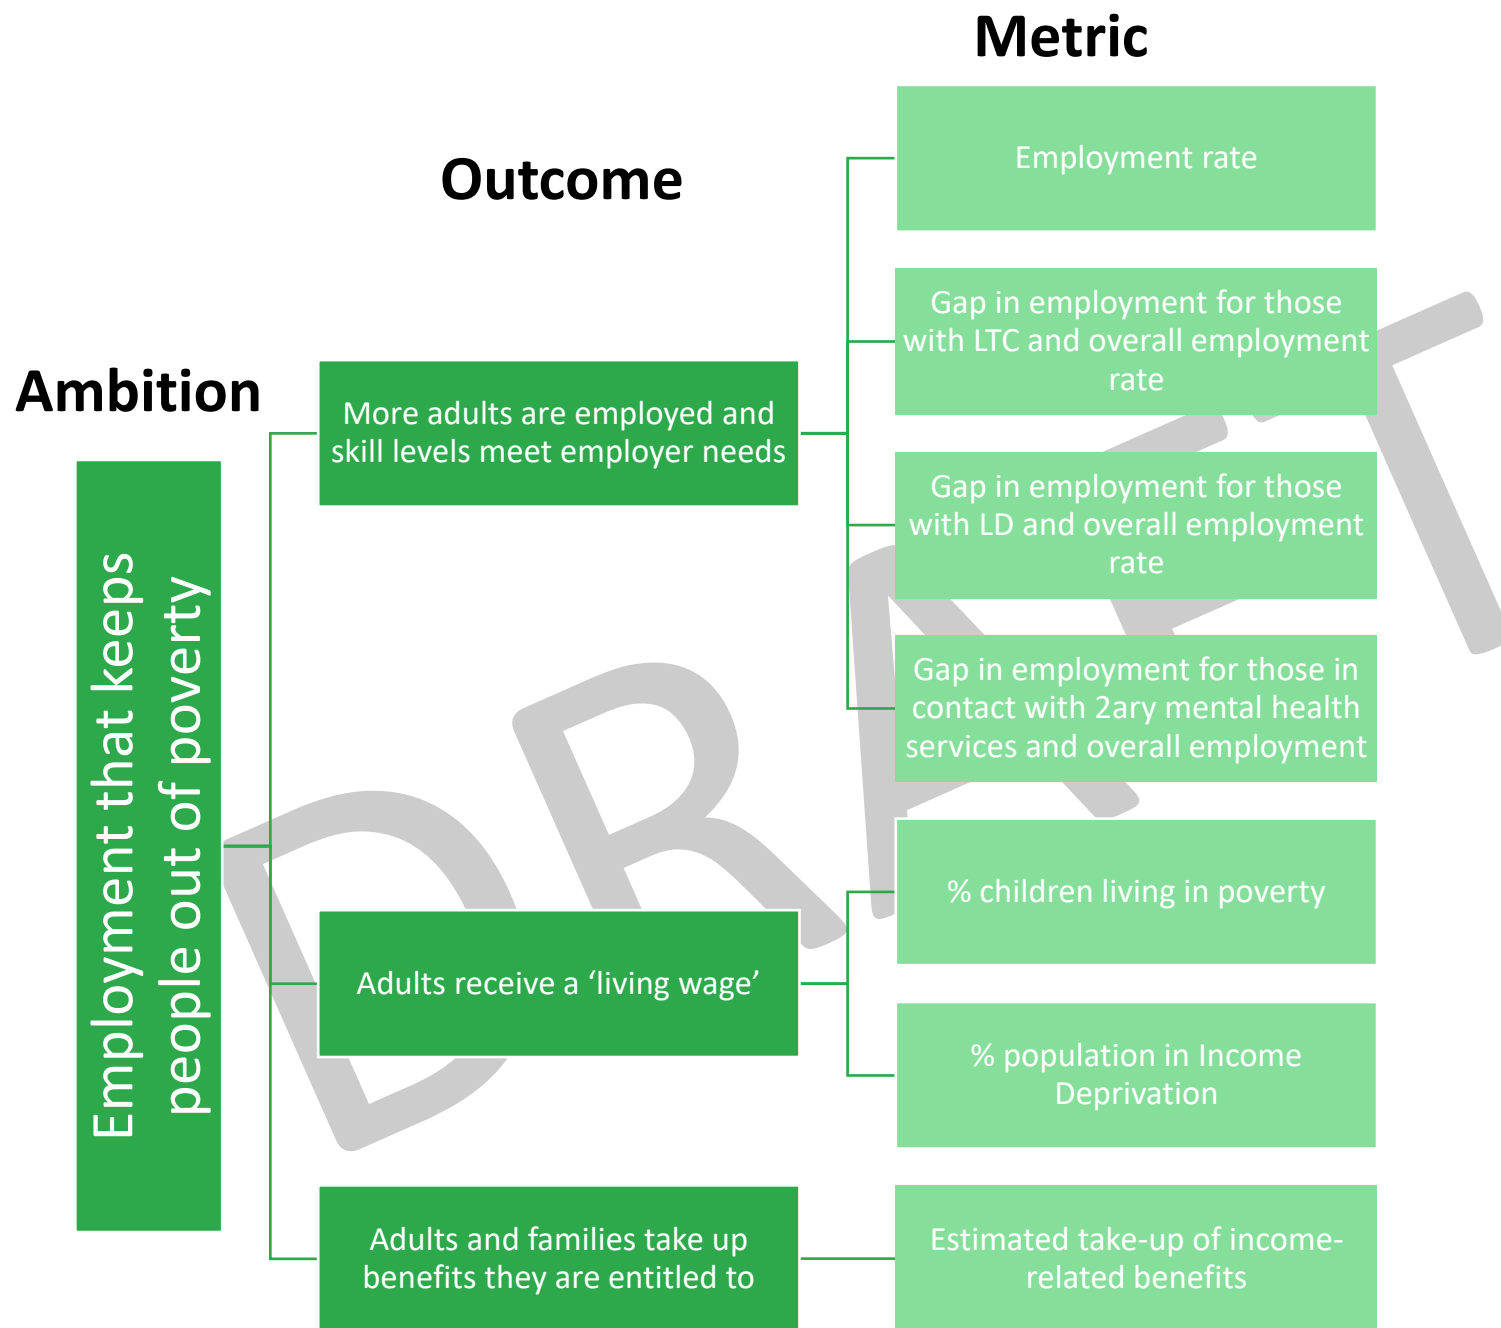 Metric
Outcome
Ambition
Employment that keeps
people out of poverty
More adults are employed and
skill levels meet employer needs
Employment rate
Gap in employment for those
with LTC and overall employment
rate
Gap in employment for those
with LD and overall employment
rate
Gap in employment for those in
contact with 2ary mental health
services and overall employment
Adults receive a ‘living wage’
% children living in poverty
% population in Income
Deprivation
Adults and families take up
benefits they are entitled to
Estimated take-up of income-
related benefits
DRAFT